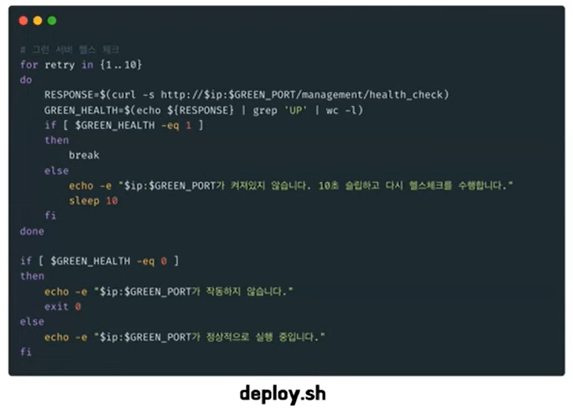 # 그린 서버 헬스 체크
for retry in {1..10}
do
    RESPONSE=$(curl -s http://$ip:$GREEN_PORT/management/health_check)
    GREEN_HEALTH=$(echo ${RESPONSE} | grep 'UP' | wc -l)
    if [ $GREEN_HEALTH -eq 1 ]
    then
        break
    else
        echo -e "$ip:$GREEN_PORT가 켜져있지 않습니다. 10초 슬립하고 다시 헬스체크를 수행합니다."
        sleep 10
    fi
done
if [ $GREEN_HEALTH -eq 0 ]
then
    echo -e "$ip:$GREEN_PORT가 작동하지 않습니다."
    exit 0
else
    echo -e "$ip:$GREEN_PORT가 정상적으로 실행 중입니다."
fi
deploy.sh